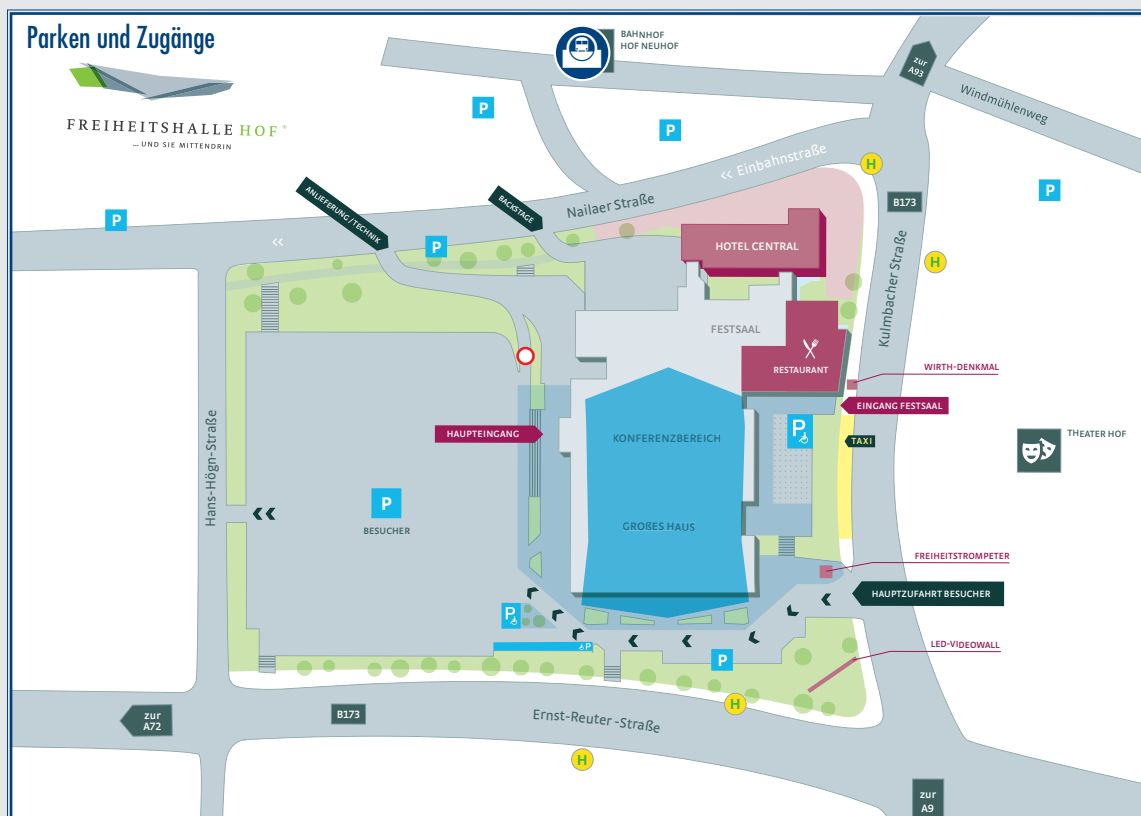 Parken und Zugänge
FREIHEITSHALLE HOF®
... UND SIE MITTENDRIN
BAHNHOF
HOF NEUHOF
zur
A93
Windmühlenweg
P
P
P
P
P
H
« Einbahnstraße
Nailaer Straße
«
ANLIEFERUNG/TECHNIK
BACKSTAGE
B173
H
Kulmbacher Straße
HOTEL CENTRAL
FESTSAAL
RESTAURANT
WIRTH-DENKMAL
EINGANG FESTSAAL
TAXI
THEATER HOF
HAUPTEINGANG
KONFERENZBEREICH
P
Hans-Högn-Straße
P
BESUCHER
GROßES HAUS
FREIHEITSTROMPETER
HAUPTZUFAHRT BESUCHER
P
P
P
LED-VIDEOWALL
H
zur
A72
B173
Ernst-Reuter-Straße
H
zur
A9